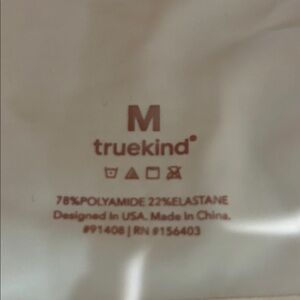 M
truekind
78%POLYAMIDE 22%ELASTANE
Designed In USA. Made In China.
#91408 | RN #156403